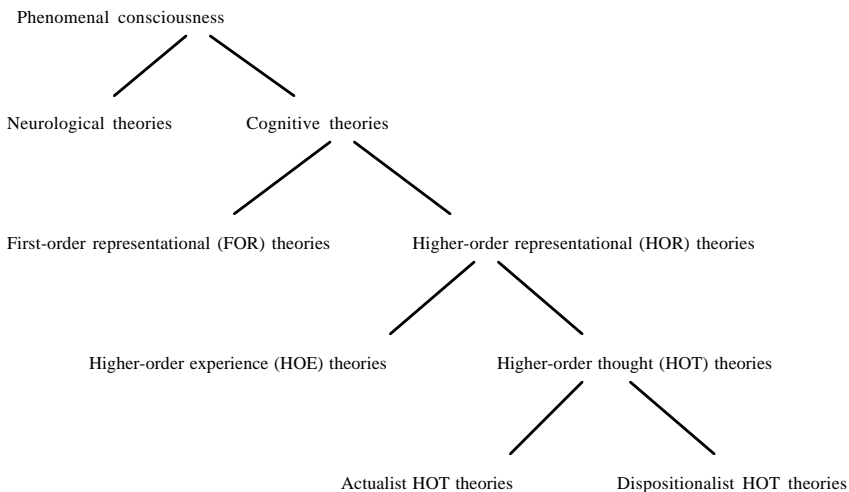 Phenomenal consciousness
Neurological theories
Cognitive theories
First-order representational (FOR) theories
Higher-order representational (HOR) theories
Higher-order experience (HOE) theories
Higher-order thought (HOT) theories
Actualist HOT theories
Dispositionalist HOT theories